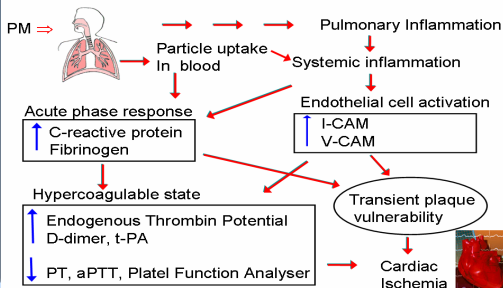 PM
Pulmonary Inflammation
Particle uptake
In blood
Systemic inflammation
Acute phase response
C-reactive protein
Fibrinogen
Endothelial cell activation
I-CAM
V-CAM
Hypercoagulable state
Endogenous Thrombin Potential
D-dimer, t-PA
PT, aPTT, Platel Function Analyser
Transient plaque
vulnerability
Cardiac
Ischemia